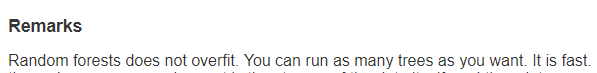 Remarks
Random forests does not overfit. You can run as many trees as you want. It is fast.